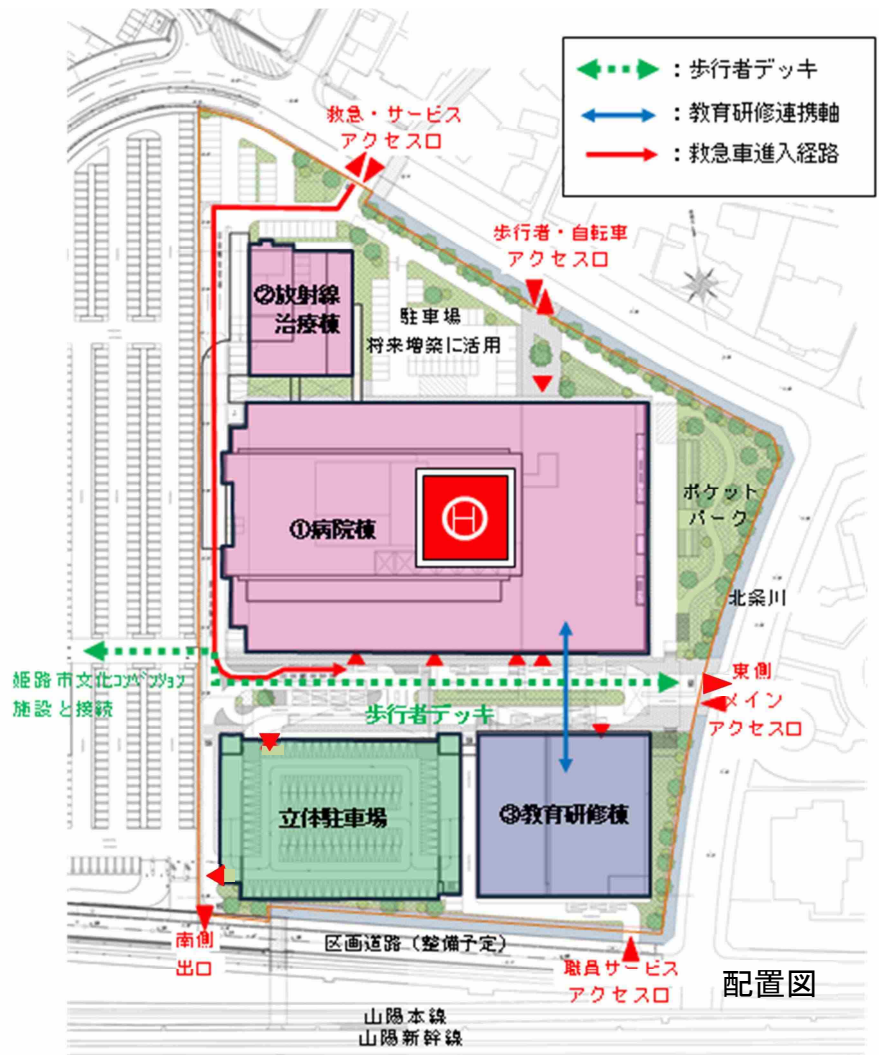 ：歩行者デッキ
：教育研修連携軸
：救急車進入経路
救急・サービス
アクセス口
歩行者・自転車
アクセス口
②放射線
治療棟
駐車場
将来増築に活用
ポケット
パーク
①病院棟
H
北条川
姫路市文化コンベンション
施設と接続
東側
メイン
アクセス口
歩行者デッキ
立体駐車場
③教育研修棟
南側
出口
区画道路（整備予定）
職員サービス
アクセス口
配置図
山陽本線
山陽新幹線